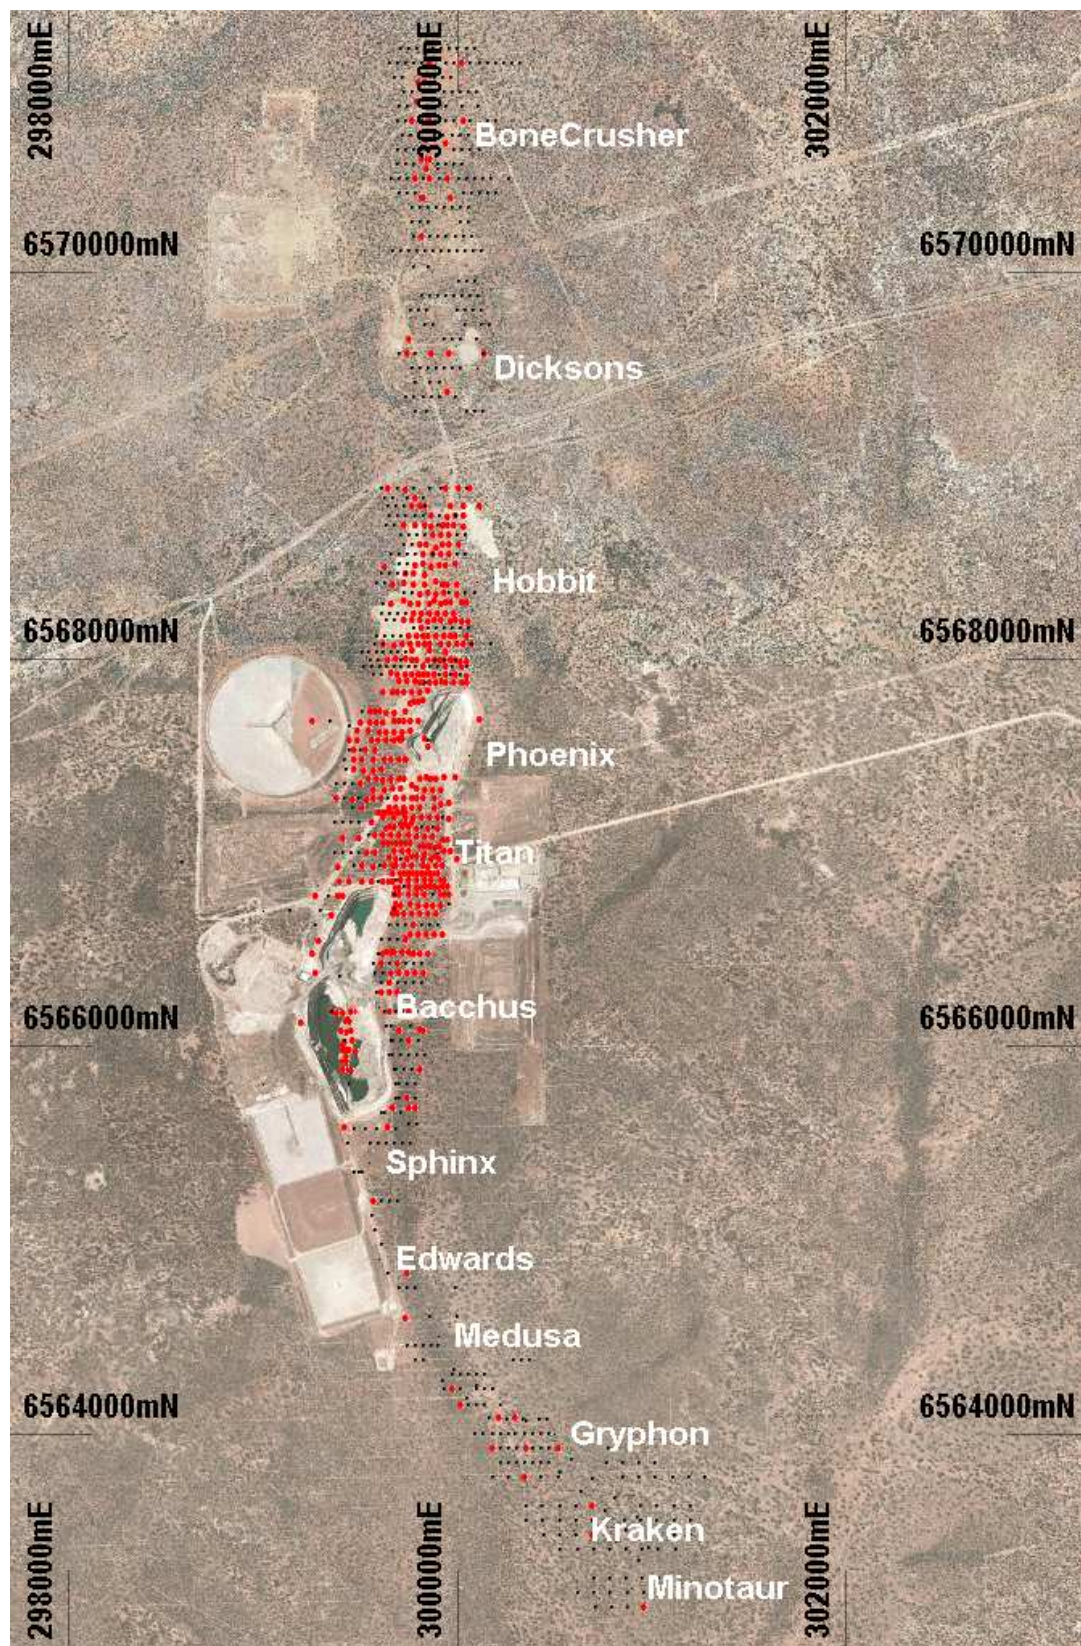 298000mE
300000mE
302000mE
BoneCrusher
6570000mN
6570000mN
Dicksons
Hobbit
6568000mN
6568000mN
Phoenix
Titan
Bacchus
6566000mN
6566000mN
Sphinx
Edwards
Medusa
6564000mN
6564000mN
Gryphon
298000mE
300000mE
302000mE
Kraken
Minotaur